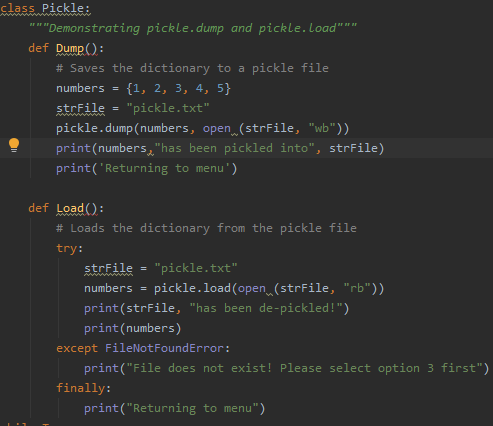 class Pickle:
    """Demonstrating pickle.dump and pickle.load"""
    def Dump():
        # Saves the dictionary to a pickle file
        numbers = {1, 2, 3, 4, 5}
        strFile = "pickle.txt"
        pickle.dump(numbers, open (strFile, "wb"))
        print(numbers,"has been pickled into", strFile)
        print('Returning to menu')

    def Load():
        # Loads the dictionary from the pickle file
        try:
            strFile = "pickle.txt"
            numbers = pickle.load(open (strFile, "rb"))
            print(strFile, "has been de-pickled!")
            print(numbers)
        except FileNotFoundError:
            print("File does not exist! Please select option 3 first")
        finally:
            print("Returning to menu")